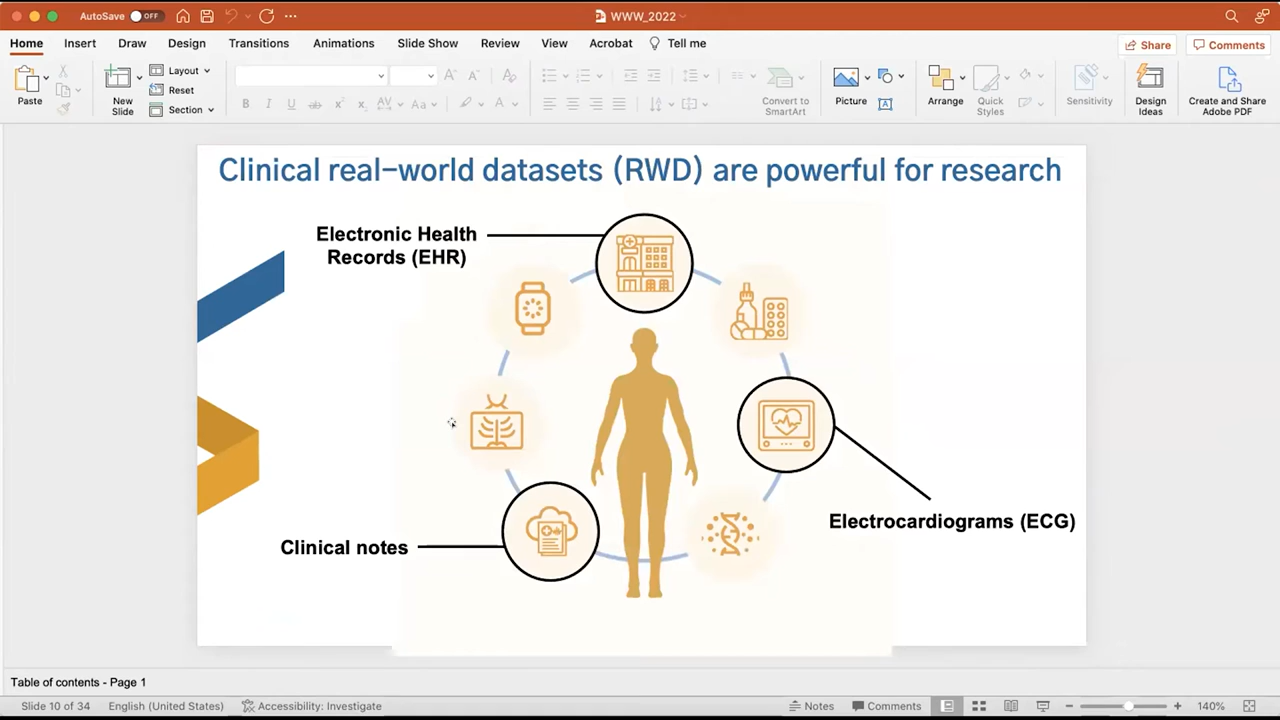 AutoSave OFF
WWW_2022
Home Insert Draw Design Transitions Animations Slide Show Review View Acrobat Tell me
Share Comments
Paste
New
Slide
Layout
Reset
Section
B I U ab x x AV Aa A
A A A
Convert to
SmartArt
Picture
A
Arrange
Quick
Styles
Sensitivity
Design
Ideas
Create and Share
Adobe PDF
Clinical real-world datasets (RWD) are powerful for research
Electronic Health
Records (EHR)
Electrocardiograms (ECG)
Clinical notes
Table of contents - Page 1
Slide 10 of 34 English (United States) Accessibility: Investigate Notes Comments 140%